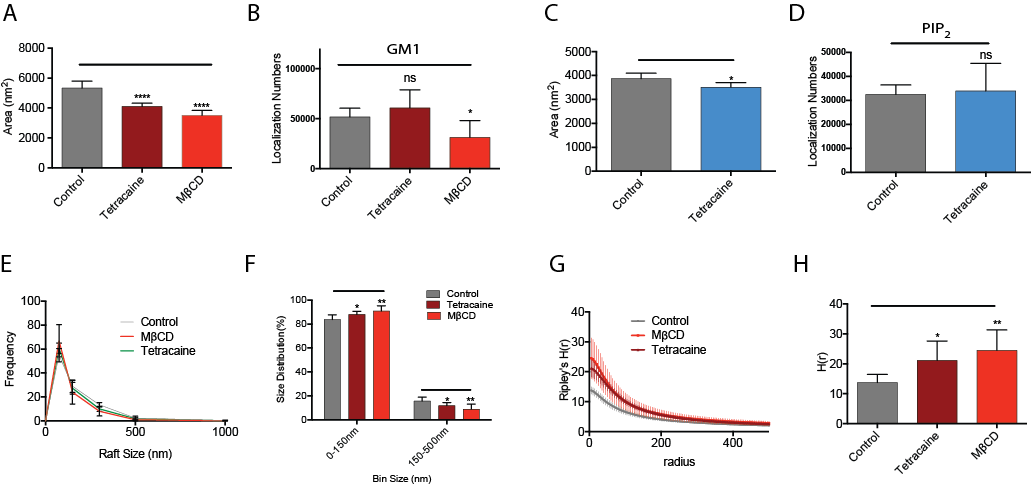 A
Area (nm²)
8000
6000
4000
2000
0
****
****
Control
Tetracaine
MβCD
B
GM1
Localization Numbers
100000
50000
0
ns
*
Control
Tetracaine
MβCD
C
Area (nm²)
5000
4000
3000
2000
1000
0
*
Control
Tetracaine
D
PIP₂
Localization Numbers
50000
40000
30000
20000
10000
0
ns
Control
Tetracaine
E
Frequency
100
80
60
40
20
0
Control
MβCD
Tetracaine
0
500
1000
Raft Size (nm)
F
Size Distribution(%)
100
80
60
40
20
0
*
**
Control
Tetracaine
MβCD
*
**
0-150nm
150-500nm
Bin Size (nm)
G
Ripley's H(r)
40
30
20
10
0
Control
MβCD
Tetracaine
0
200
400
radius
H
H(r)
40
30
20
10
0
*
**
Control
Tetracaine
MβCD